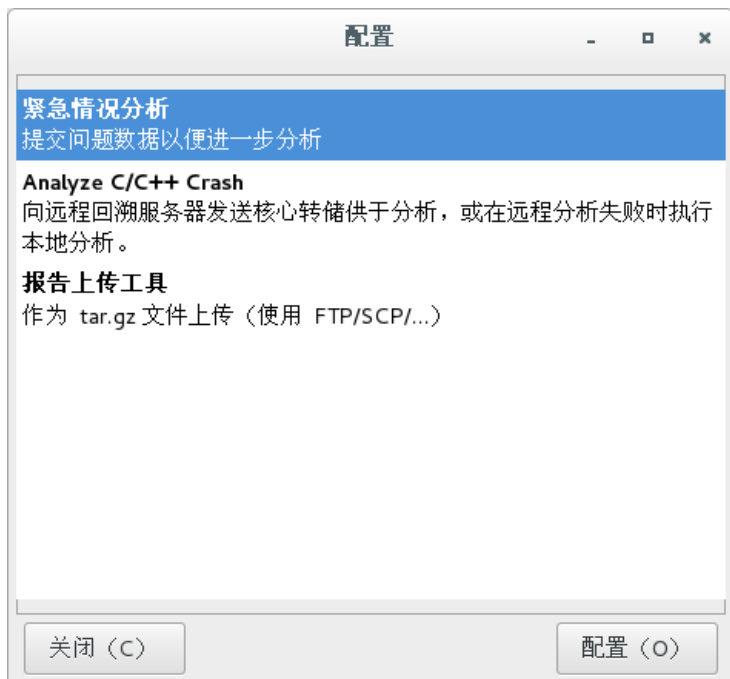 配置
紧急情况分析
提交问题数据以便进一步分析
Analyze C/C++ Crash
向远程回溯服务器发送核心转储供于分析，或在远程分析失败时执行
本地分析。
报告上传工具
作为 tar.gz 文件上传（使用 FTP/SCP/...）
关闭（C）
配置（O）